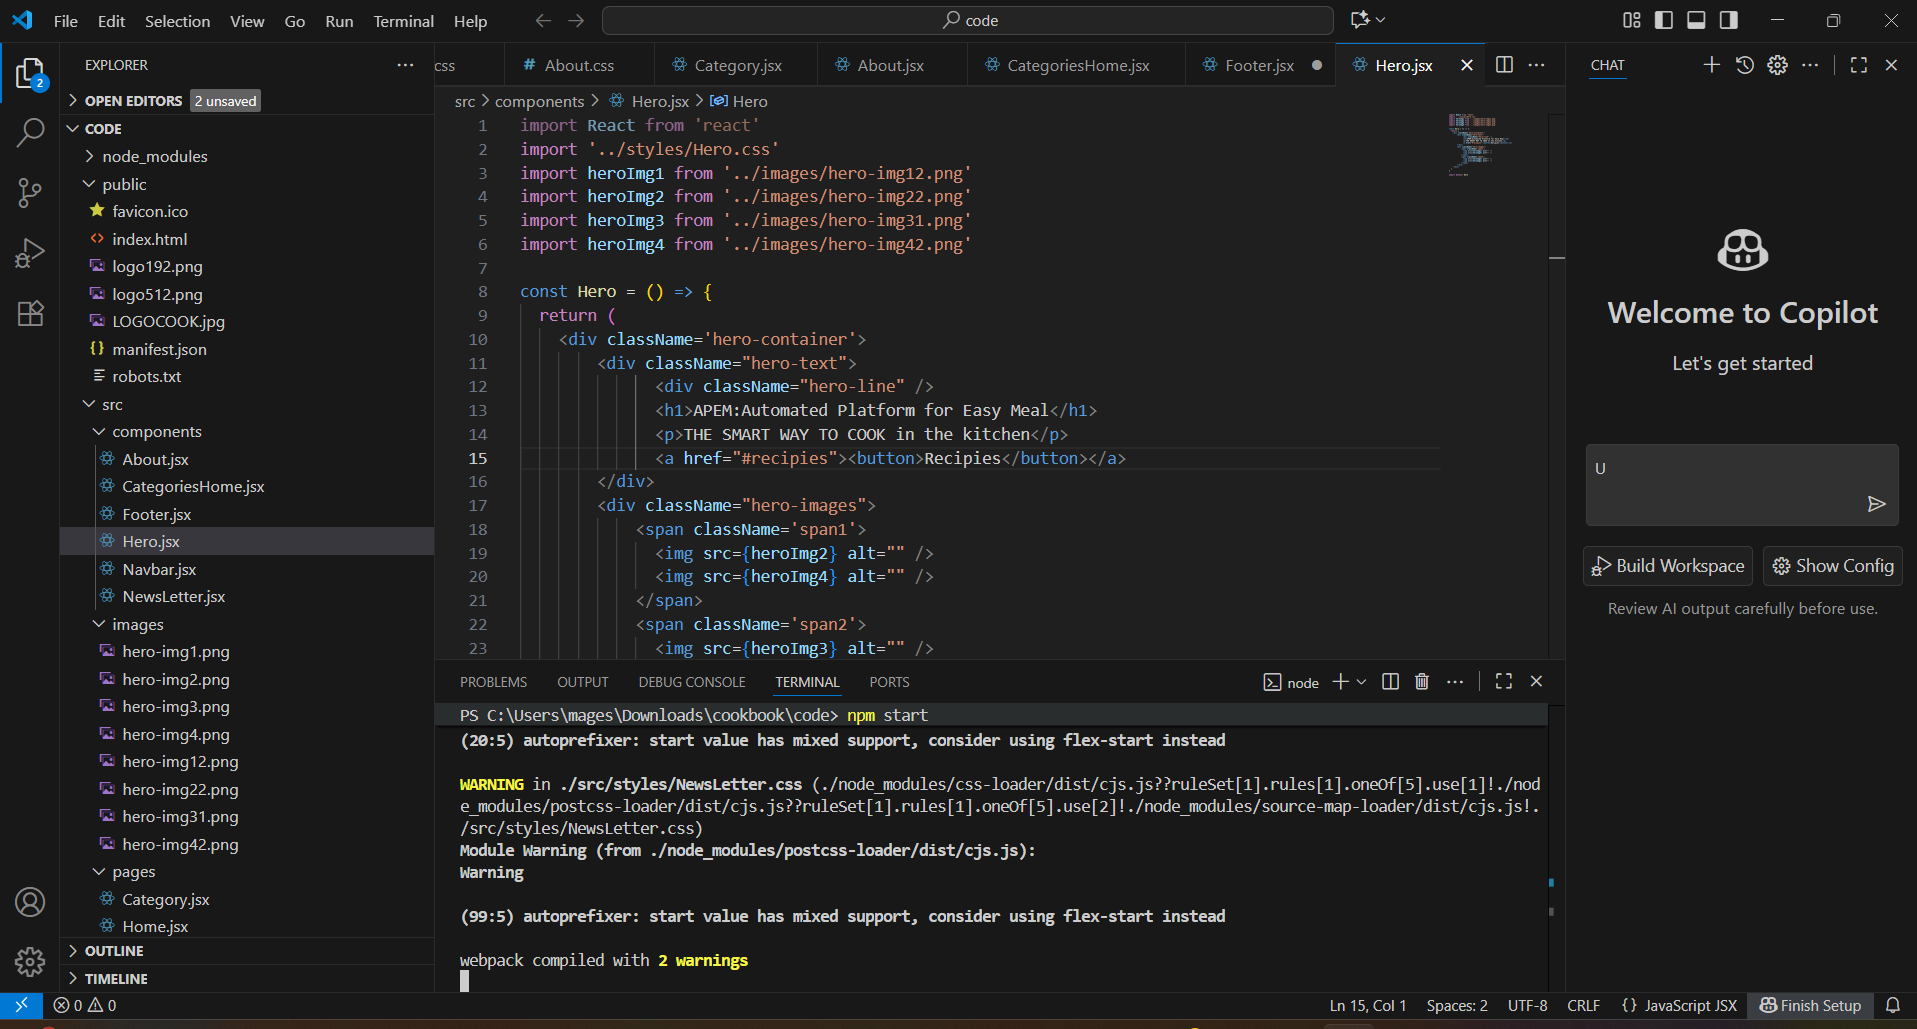 File Edit Selection View Go Run Terminal Help
code
EXPLORER
OPEN EDITORS 2 unsaved
CODE
node_modules
public
favicon.ico
index.html
logo192.png
logo512.png
LOGOCOOK.jpg
manifest.json
robots.txt
src
components
About.jsx
CategoriesHome.jsx
Footer.jsx
Hero.jsx
Navbar.jsx
NewsLetter.jsx
images
hero-img1.png
hero-img2.png
hero-img3.png
hero-img4.png
hero-img12.png
hero-img22.png
hero-img31.png
hero-img42.png
pages
Category.jsx
Home.jsx
OUTLINE
TIMELINE
2
css # About.css Category.jsx About.jsx CategoriesHome.jsx Footer.jsx Hero.jsx
src > components > Hero.jsx > Hero
1 import React from 'react'
2 import '../styles/Hero.css'
3 import heroImg1 from '../images/hero-img12.png'
4 import heroImg2 from '../images/hero-img22.png'
5 import heroImg3 from '../images/hero-img31.png'
6 import heroImg4 from '../images/hero-img42.png'
7
8 const Hero = () => {
9 return (
10 <div className='hero-container'>
11 <div className="hero-text">
12 <div className="hero-line" />
13 <h1>APEM:Automated Platform for Easy Meal</h1>
14 <p>THE SMART WAY TO COOK in the kitchen</p>
15 <a href="#recipies"><button>Recipies</button></a>
16 </div>
17 <div className="hero-images">
18 <span className='span1'>
19 <img src={heroImg2} alt="" />
20 <img src={heroImg4} alt="" />
21 </span>
22 <span className='span2'>
23 <img src={heroImg3} alt="" />
PROBLEMS OUTPUT DEBUG CONSOLE TERMINAL PORTS
node
PS C:\Users\mages\Downloads\cookbook\code> npm start
(20:5) autoprefixer: start value has mixed support, consider using flex-start instead
WARNING in ./src/styles/NewsLetter.css (./node_modules/css-loader/dist/cjs.js??ruleSet[1].rules[1].oneOf[5].use[1]!./nod
e_modules/postcss-loader/dist/cjs.js??ruleSet[1].rules[1].oneOf[5].use[2]!./node_modules/source-map-loader/dist/cjs.js!.
/src/styles/NewsLetter.css)
Module Warning (from ./node_modules/postcss-loader/dist/cjs.js):
Warning
(99:5) autoprefixer: start value has mixed support, consider using flex-start instead
webpack compiled with 2 warnings
CHAT
Welcome to Copilot
Let's get started
U
Build Workspace Show Config
Review AI output carefully before use.
0 0
Ln 15, Col 1 Spaces: 2 UTF-8 CRLF {} JavaScript JSX Finish Setup